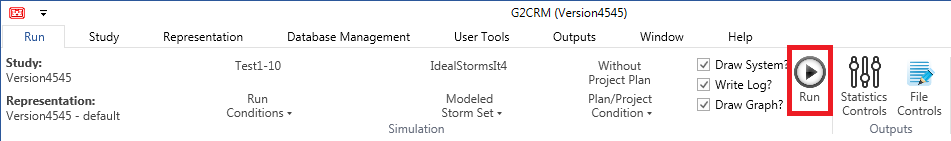 G2CRM (Version4545)
Run Study Representation Database Management User Tools Outputs Window Help
Study:
Version4545
Representation:
Version4545 - default
Test1-10
Run
Conditions
IdealStormsIt4
Modeled
Storm Set
Without
Project Plan
Plan/Project
Condition
Draw System?
Write Log?
Draw Graph?
Run
Simulation
Statistics
Controls
File
Controls
Outputs